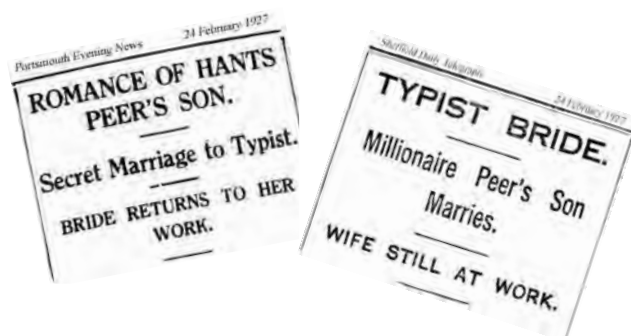 Portsmouth Evening News 24 February 1927
ROMANCE OF HANTS
PEER'S SON.
Secret Marriage to Typist.
BRIDE RETURNS TO HER
WORK.
Sheffield Daily Telegraph 24 February 1927
TYPIST BRIDE.
Millionaire Peer's Son
Marries.
WIFE STILL AT WORK.